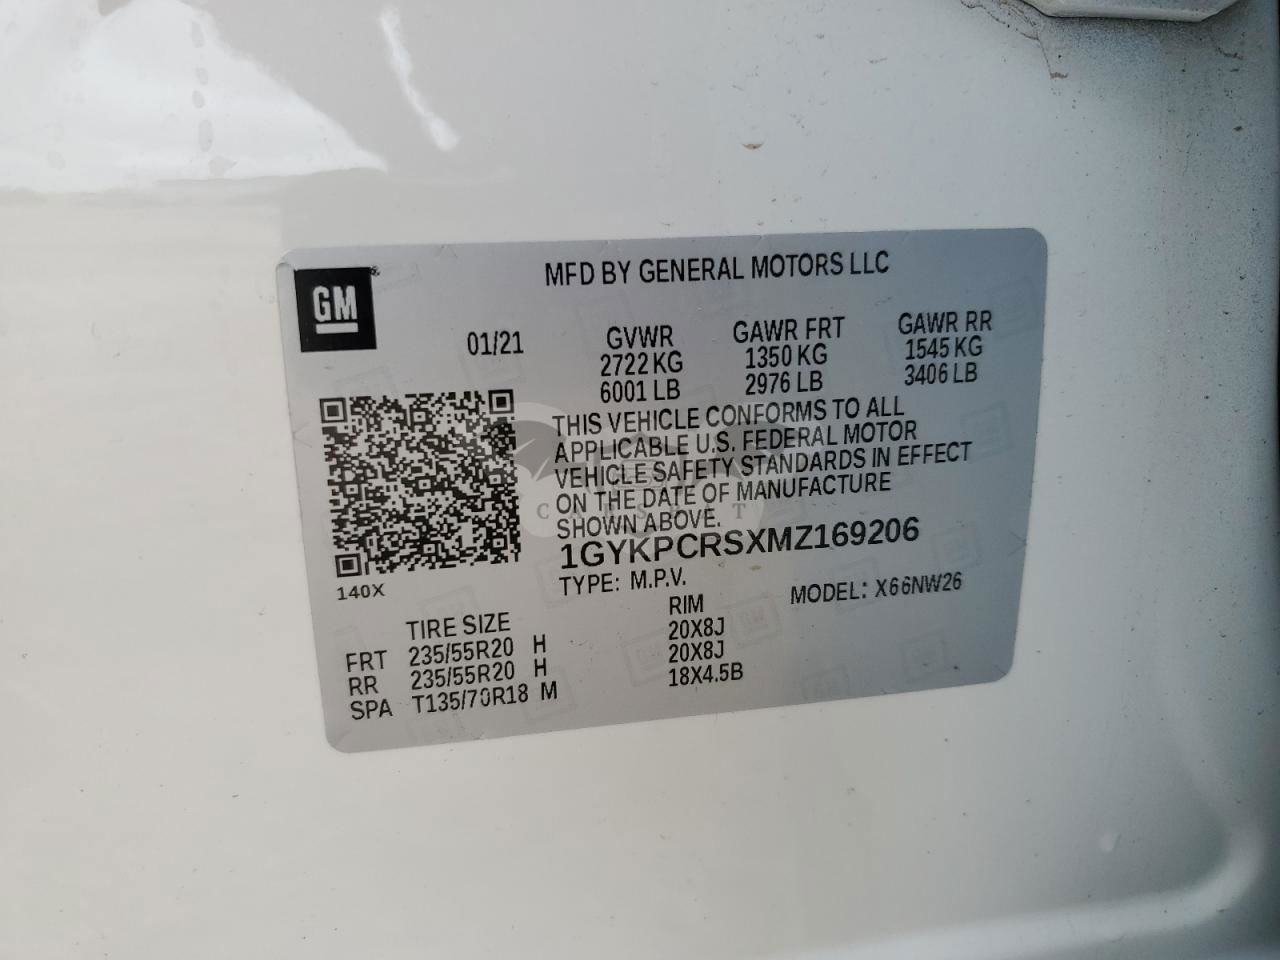 GM
MFD BY GENERAL MOTORS LLC
01/21
GVWR GAWR FRT GAWR RR
2722 KG 1350 KG 1545 KG
6001 LB 2976 LB 3406 LB
THIS VEHICLE CONFORMS TO ALL
APPLICABLE U.S. FEDERAL MOTOR
VEHICLE SAFETY STANDARDS IN EFFECT
ON THE DATE OF MANUFACTURE
SHOWN ABOVE.
1GYKPCRSXMZ169206
140X
TYPE: M.P.V. MODEL: X66NW26
TIRE SIZE RIM
FRT 235/55R20 H 20X8J
RR 235/55R20 H 20X8J
SPA T135/70R18 M 18X4.5B